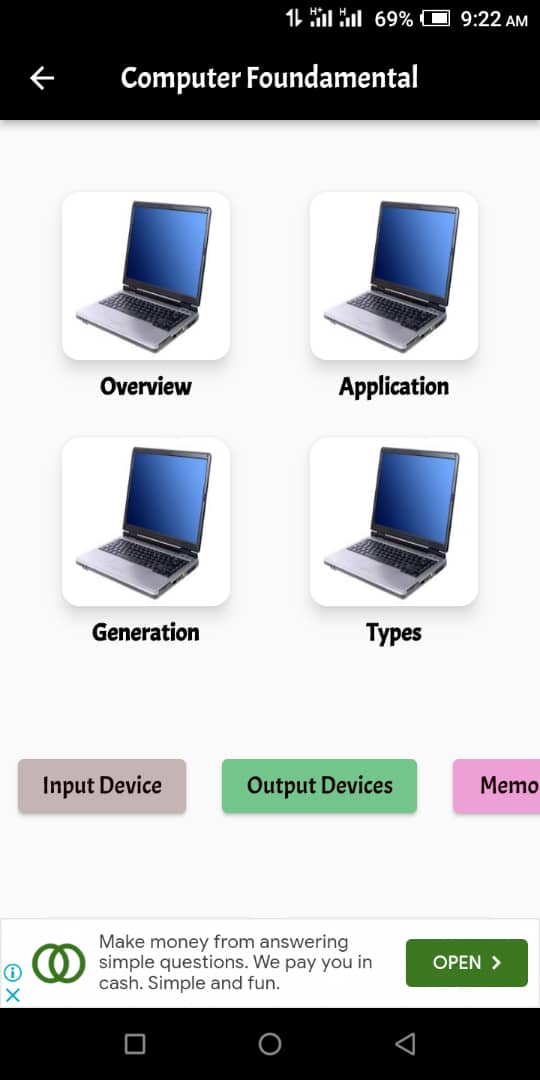 H+ H 69% 9:22 AM
Computer Foundamental
Overview
Application
Generation
Types
Input Device
Output Devices
Memo
Make money from answering
simple questions. We pay you in
cash. Simple and fun.
OPEN